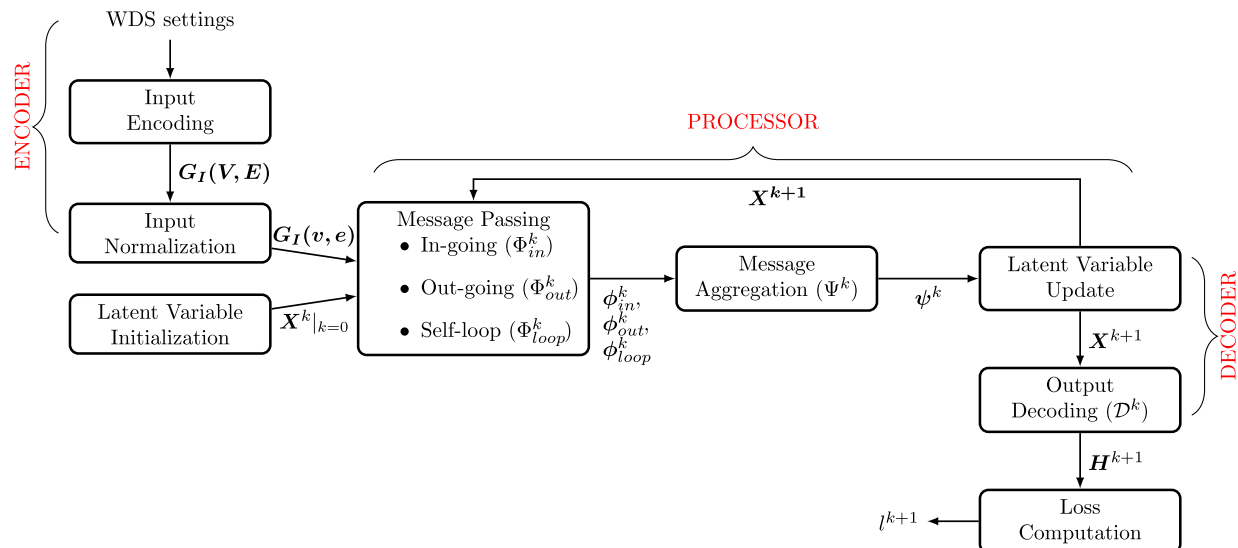 WDS settings
ENCODER
Input
Encoding
G_I(V, E)
Input
Normalization
G_I(v, e)
Latent Variable
Initialization
X^k|_{k=0}
PROCESSOR
X^{k+1}
Message Passing
• In-going (Φ^k_{in})
• Out-going (Φ^k_{out})
• Self-loop (Φ^k_{loop})
ϕ^k_{in},
ϕ^k_{out},
ϕ^k_{loop}
Message
Aggregation (Ψ^k)
ψ^k
Latent Variable
Update
X^{k+1}
DECODER
Output
Decoding (𝒟^k)
H^{k+1}
Loss
Computation
l^{k+1}